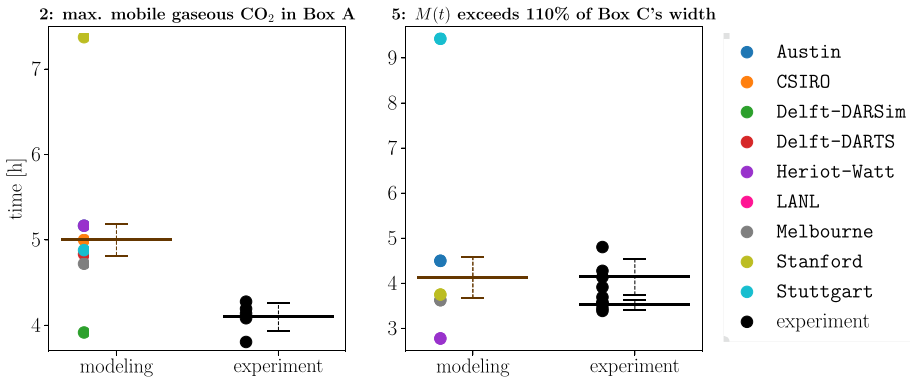 2: max. mobile gaseous CO₂ in Box A
5: M(t) exceeds 110% of Box C's width
time [h]
7
6
5
4
modeling
experiment
9
8
7
6
5
4
3
modeling
experiment
Austin
CSIRO
Delft-DARSim
Delft-DARTS
Heriot-Watt
LANL
Melbourne
Stanford
Stuttgart
experiment